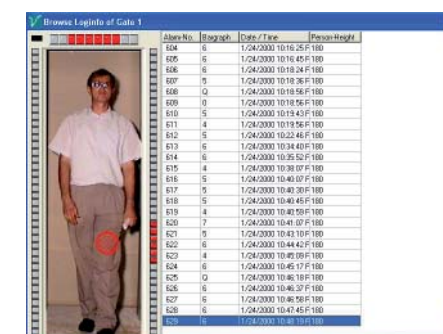 Browse Loginfo of Gate 1
Alarm-No. Bargraph Date / Time Person-Height
604 6 1/24/2000 10:16:25 F 180
605 6 1/24/2000 10:16:45 F 180
606 6 1/24/2000 10:18:24 F 180
607 5 1/24/2000 10:18:36 F 180
608 Q 1/24/2000 10:18:56 F 180
609 0 1/24/2000 10:18:56 F 180
610 5 1/24/2000 10:19:43 F 180
611 4 1/24/2000 10:19:56 F 180
612 5 1/24/2000 10:22:46 F 180
613 6 1/24/2000 10:34:40 F 180
614 6 1/24/2000 10:35:52 F 180
615 4 1/24/2000 10:38:07 F 180
616 5 1/24/2000 10:40:07 F 180
617 5 1/24/2000 10:40:30 F 180
618 5 1/24/2000 10:40:45 F 180
619 4 1/24/2000 10:40:59 F 180
620 7 1/24/2000 10:41:07 F 180
621 5 1/24/2000 10:43:10 F 180
622 6 1/24/2000 10:44:42 F 180
623 4 1/24/2000 10:45:09 F 180
624 6 1/24/2000 10:45:17 F 180
625 Q 1/24/2000 10:46:18 F 180
626 6 1/24/2000 10:46:37 F 180
627 6 1/24/2000 10:46:58 F 180
628 6 1/24/2000 10:47:45 F 180
629 6 1/24/2000 10:48:19 F 180